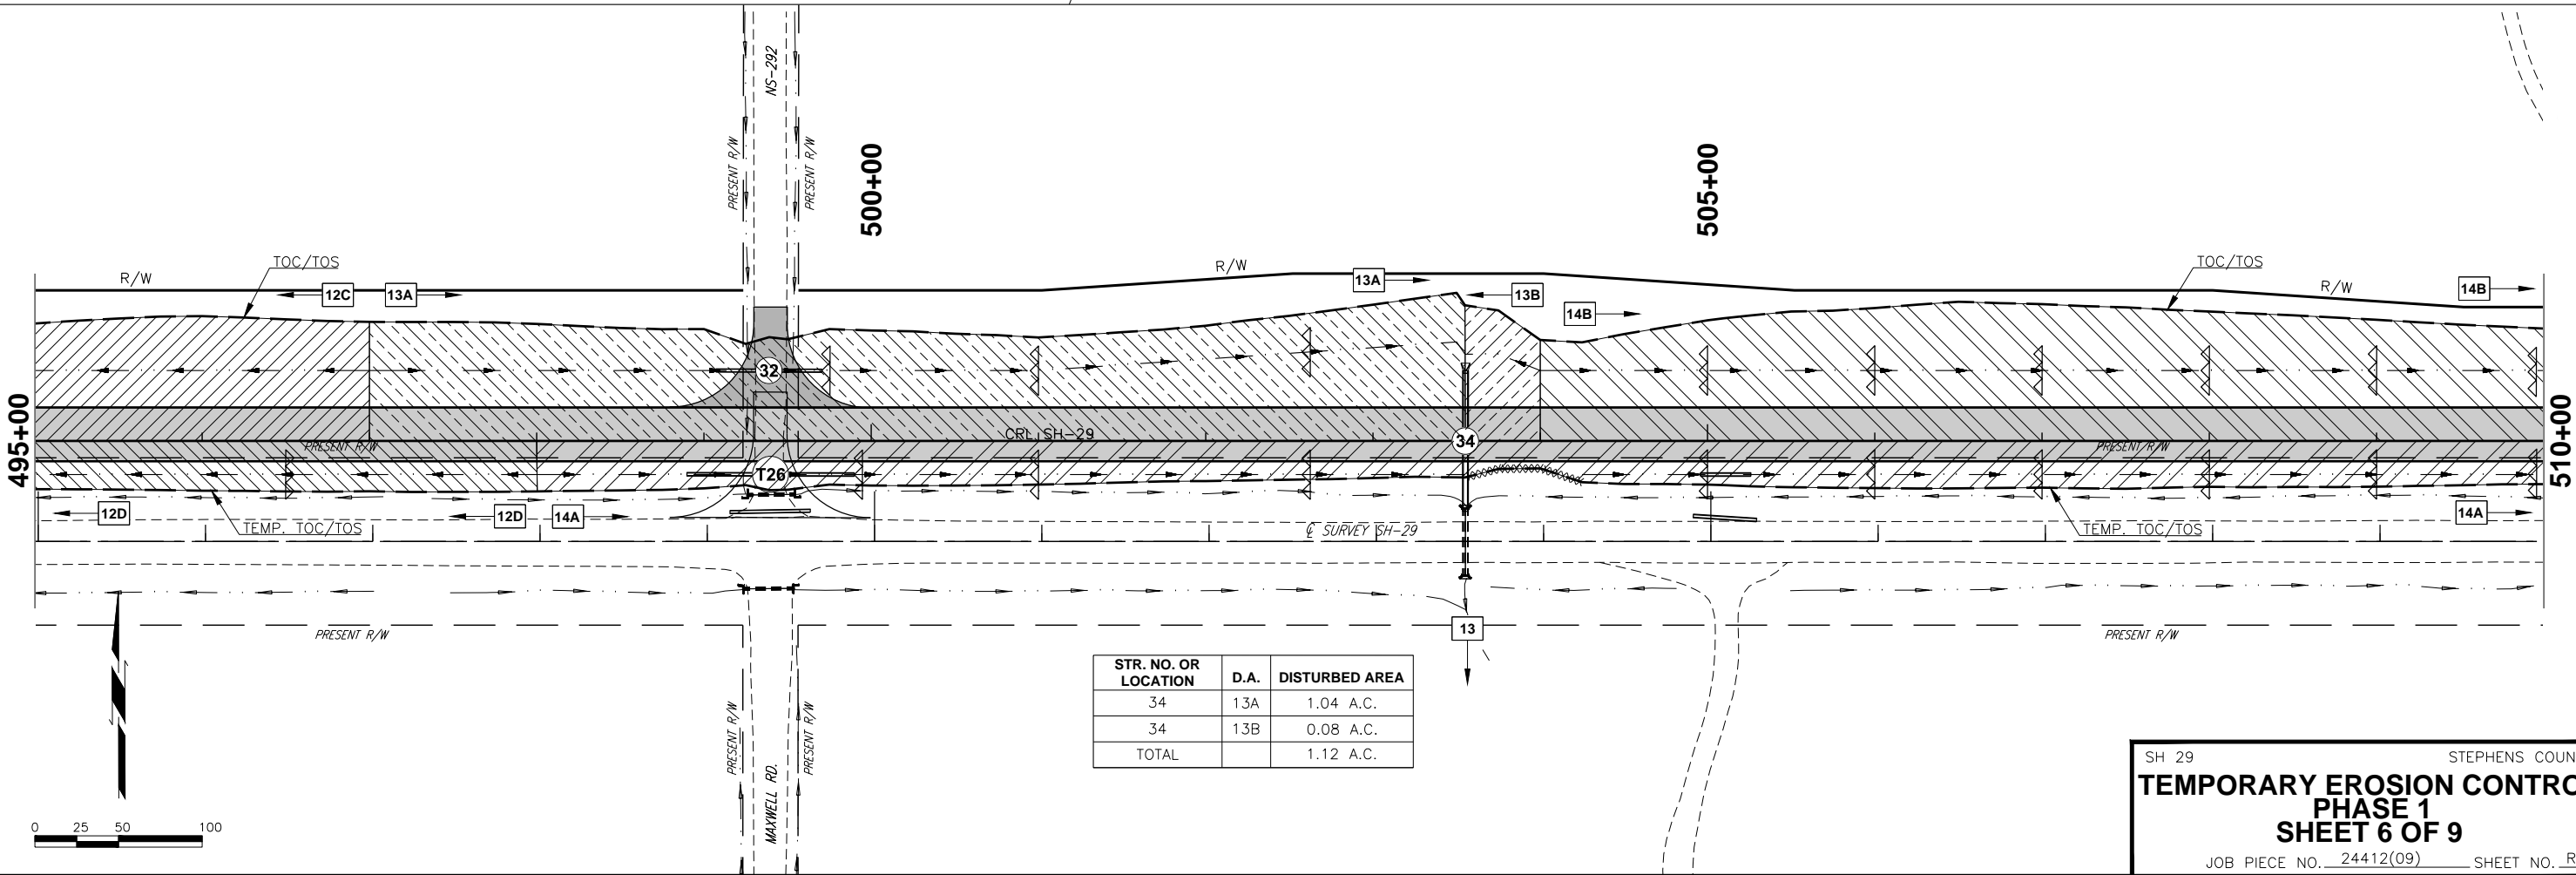 NS-292
PRESENT R/W
PRESENT R/W
500+00
505+00
R/W
TOC/TOS
12C
13A
R/W
13A
13B
14B
TOC/TOS
R/W
14B
495+00
32
CRL SH-29
PRESENT R/W
34
PRESENT R/W
510+00
T26
12D
TEMP. TOC/TOS
12D
14A
℄ SURVEY SH-29
TEMP. TOC/TOS
14A
PRESENT R/W
13
PRESENT R/W
STR. NO. OR LOCATION D.A. DISTURBED AREA
34 13A 1.04 A.C.
34 13B 0.08 A.C.
TOTAL 1.12 A.C.
PRESENT R/W
MAXWELL RD.
PRESENT R/W
0 25 50 100
SH 29 STEPHENS COUN
TEMPORARY EROSION CONTRO
PHASE 1
SHEET 6 OF 9
JOB PIECE NO. 24412(09) SHEET NO. R